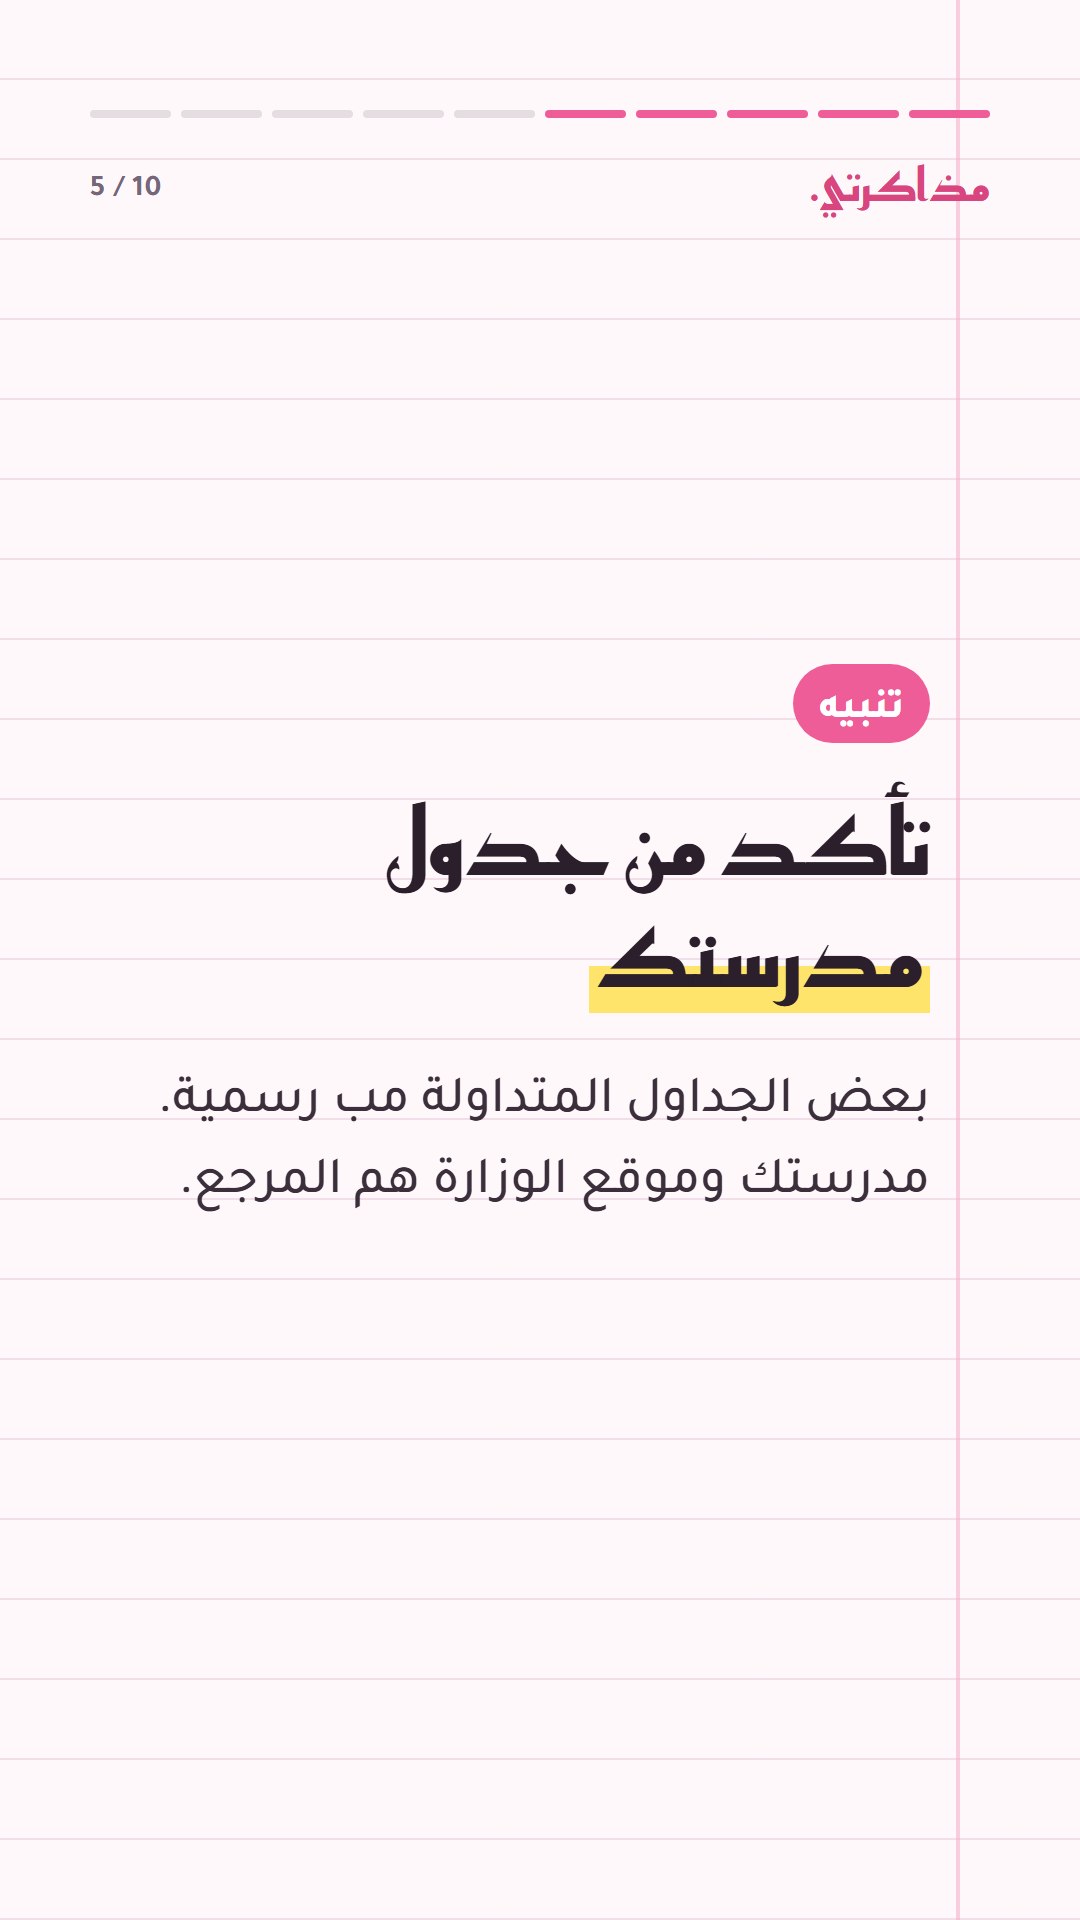 مذاكرتي.
5 / 10
تنبيه
تأكد من جدول
مدرستك
بعض الجداول المتداولة مب رسمية.
مدرستك وموقع الوزارة هم المرجع.